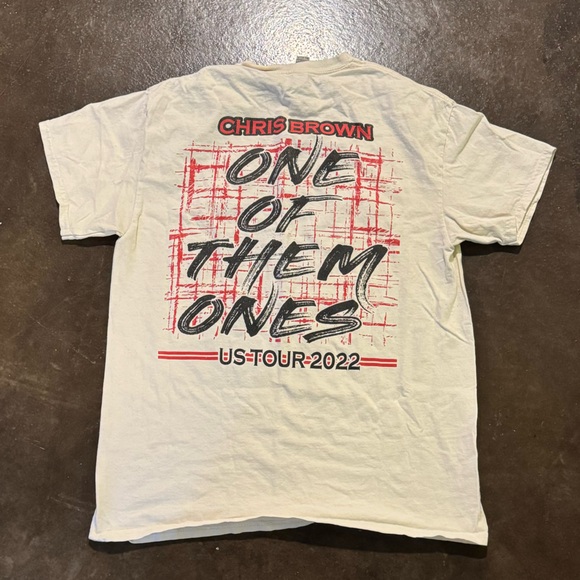 CHRIS BROWN
ONE
OF
THEM
ONES
US TOUR 2022